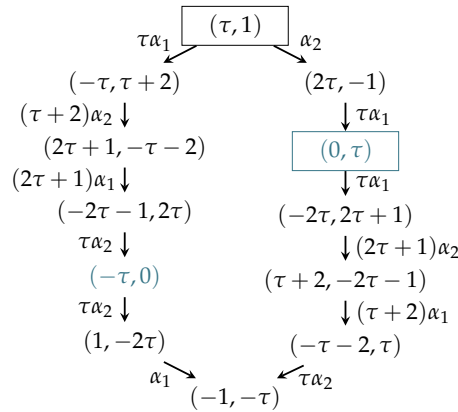 (τ, 1)
τα₁ α₂
(−τ, τ + 2) (2τ, −1)
(τ + 2)α₂ τα₁
(2τ + 1, −τ − 2) (0, τ)
(2τ + 1)α₁ τα₁
(−2τ − 1, 2τ) (−2τ, 2τ + 1)
τα₂ (2τ + 1)α₂
(−τ, 0) (τ + 2, −2τ − 1)
τα₂ (τ + 2)α₁
(1, −2τ) (−τ − 2, τ)
α₁ τα₂
(−1, −τ)